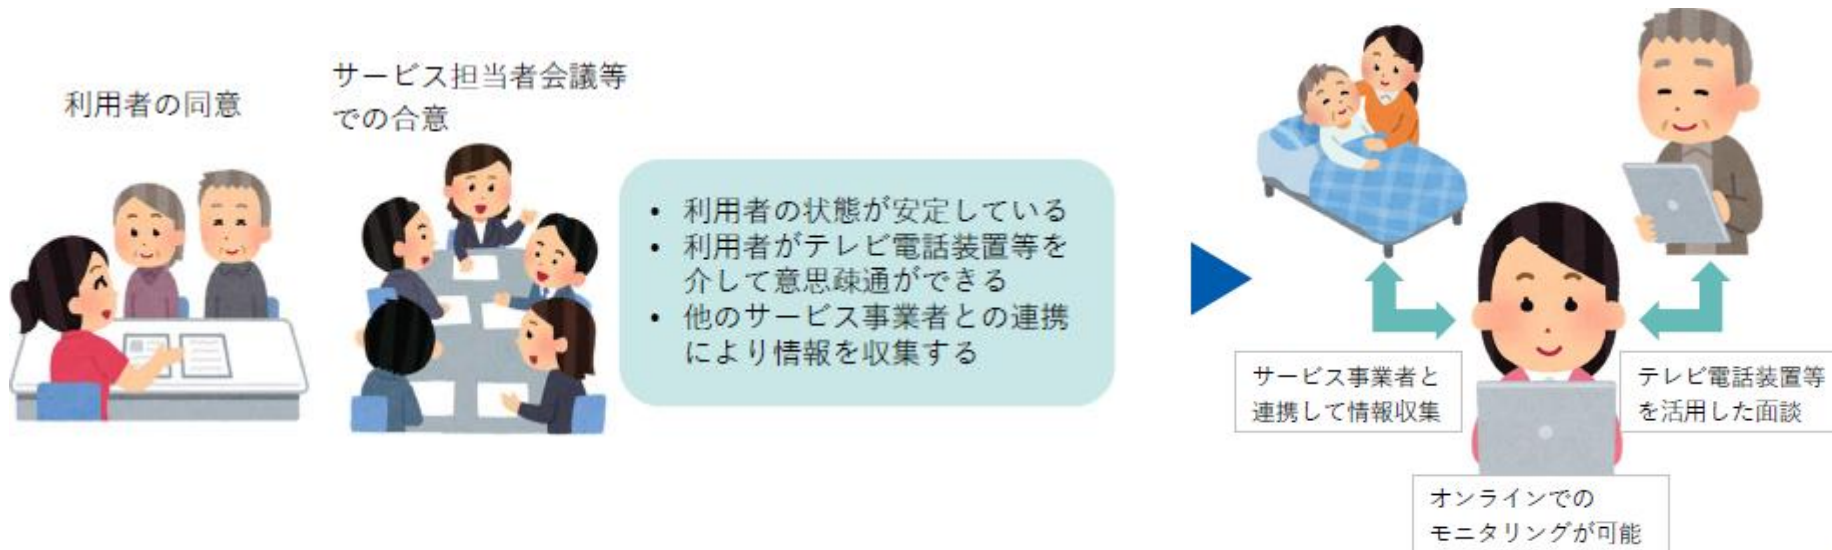 利用者の同意
サービス担当者会議等
での合意
• 利用者の状態が安定している
• 利用者がテレビ電話装置等を
介して意思疎通ができる
• 他のサービス事業者との連携
により情報を収集する
サービス事業者と
連携して情報収集
テレビ電話装置等
を活用した面談
オンラインでの
モニタリングが可能